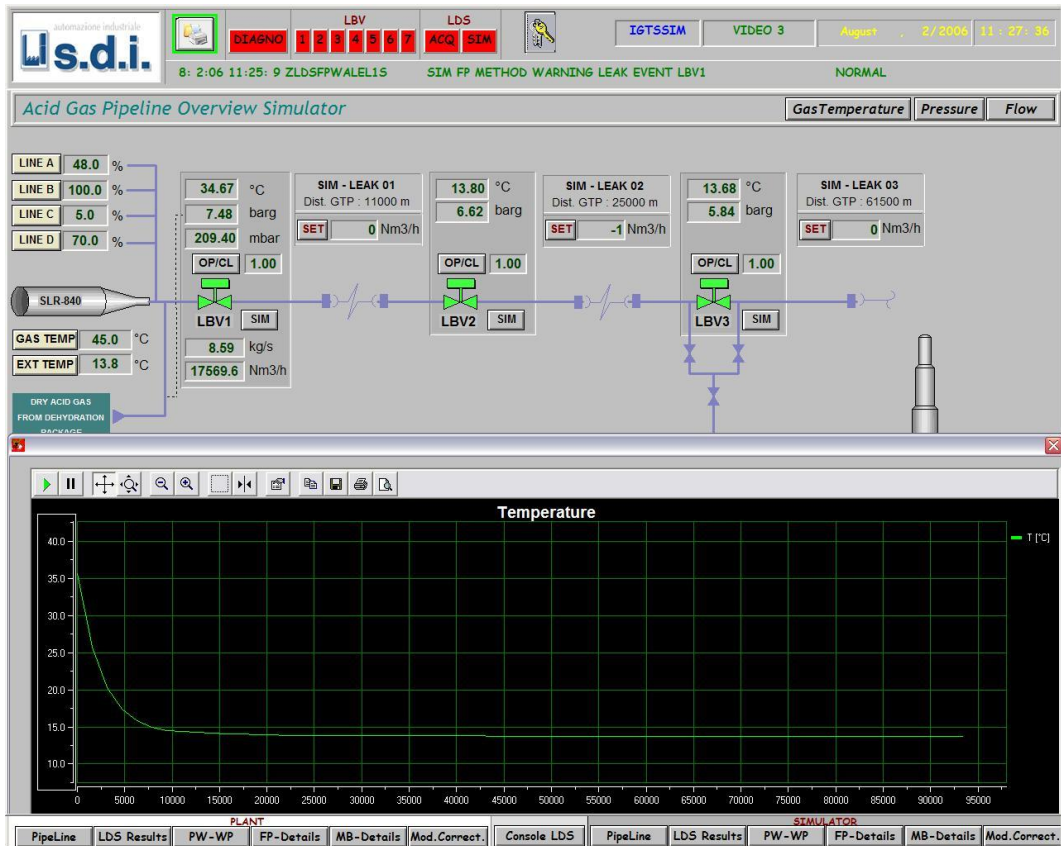 automazione industriale
s.d.i.
DIAGNO
LBV
1 2 3 4 5 6 7
LDS
ACQ SIM
IGTSSIM
VIDEO 3
August . 2/2006 11 : 27: 36
8: 2:06 11:25: 9 ZLDSFPWALEL1S SIM FP METHOD WARNING LEAK EVENT LBV1 NORMAL
Acid Gas Pipeline Overview Simulator
GasTemperature Pressure Flow
LINE A 48.0 %
LINE B 100.0 %
LINE C 5.0 %
LINE D 70.0 %
SLR-840
GAS TEMP 45.0 °C
EXT TEMP 13.8 °C
DRY ACID GAS
FROM DEHYDRATION
PACKAGE
34.67 °C
7.48 barg
209.40 mbar
OP/CL 1.00
LBV1 SIM
8.59 kg/s
17569.6 Nm3/h
SIM - LEAK 01
Dist. GTP : 11000 m
SET 0 Nm3/h
13.80 °C
6.62 barg
OP/CL 1.00
LBV2 SIM
SIM - LEAK 02
Dist. GTP : 25000 m
SET -1 Nm3/h
13.68 °C
5.84 barg
OP/CL 1.00
LBV3 SIM
SIM - LEAK 03
Dist. GTP : 61500 m
SET 0 Nm3/h
Temperature
T [°C]
40.0
35.0
30.0
25.0
20.0
15.0
10.0
0 5000 10000 15000 20000 25000 30000 35000 40000 45000 50000 55000 60000 65000 70000 75000 80000 85000 90000 95000
PLANT
PipeLine LDS Results PW-WP FP-Details MB-Details Mod.Correct.
Console LDS
SIMULATOR
PipeLine LDS Results PW-WP FP-Details MB-Details Mod.Correct.